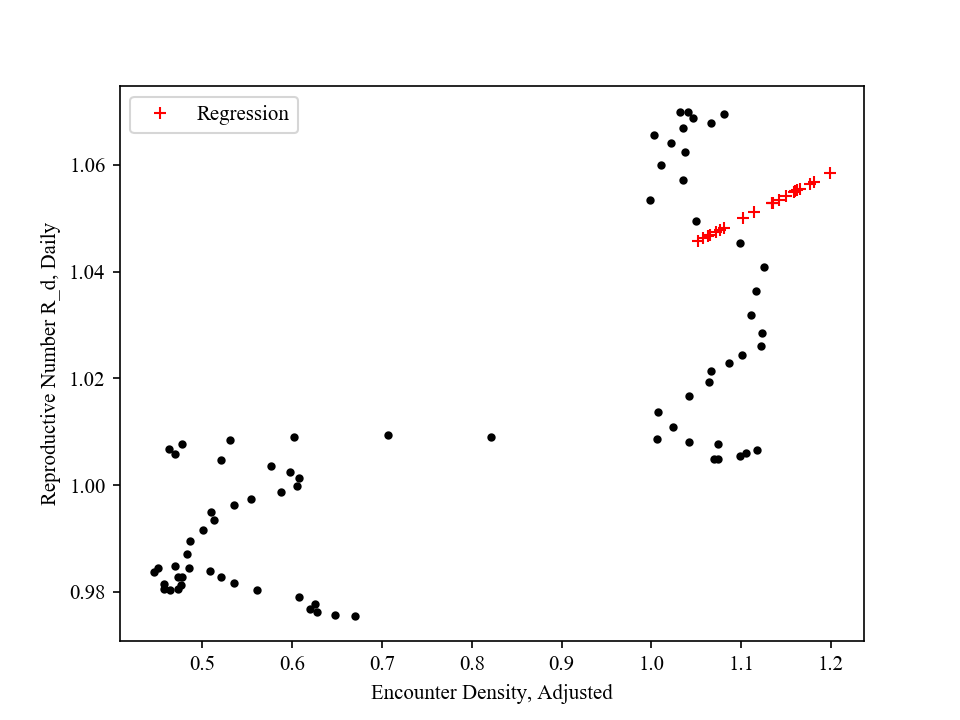 Regression
1.06
1.04
1.02
1.00
0.98
Reproductive Number R_d, Daily
0.5 0.6 0.7 0.8 0.9 1.0 1.1 1.2
Encounter Density, Adjusted